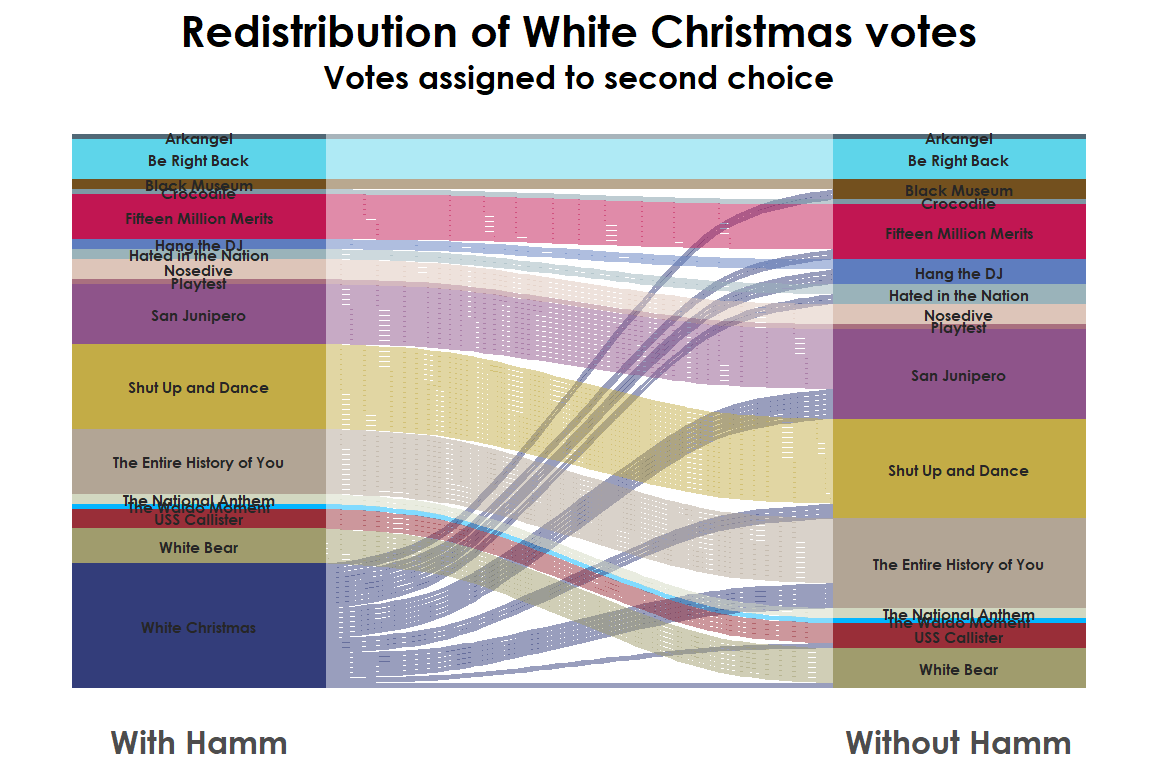 Redistribution of White Christmas votes
Votes assigned to second choice
Arkangel
Be Right Back
Black Museum
Crocodile
Fifteen Million Merits
Hang the DJ
Hated in the Nation
Nosedive
Playtest
San Junipero
Shut Up and Dance
The Entire History of You
The National Anthem
The Waldo Moment
USS Callister
White Bear
White Christmas
Arkangel
Be Right Back
Black Museum
Crocodile
Fifteen Million Merits
Hang the DJ
Hated in the Nation
Nosedive
Playtest
San Junipero
Shut Up and Dance
The Entire History of You
The National Anthem
The Waldo Moment
USS Callister
White Bear
With Hamm
Without Hamm